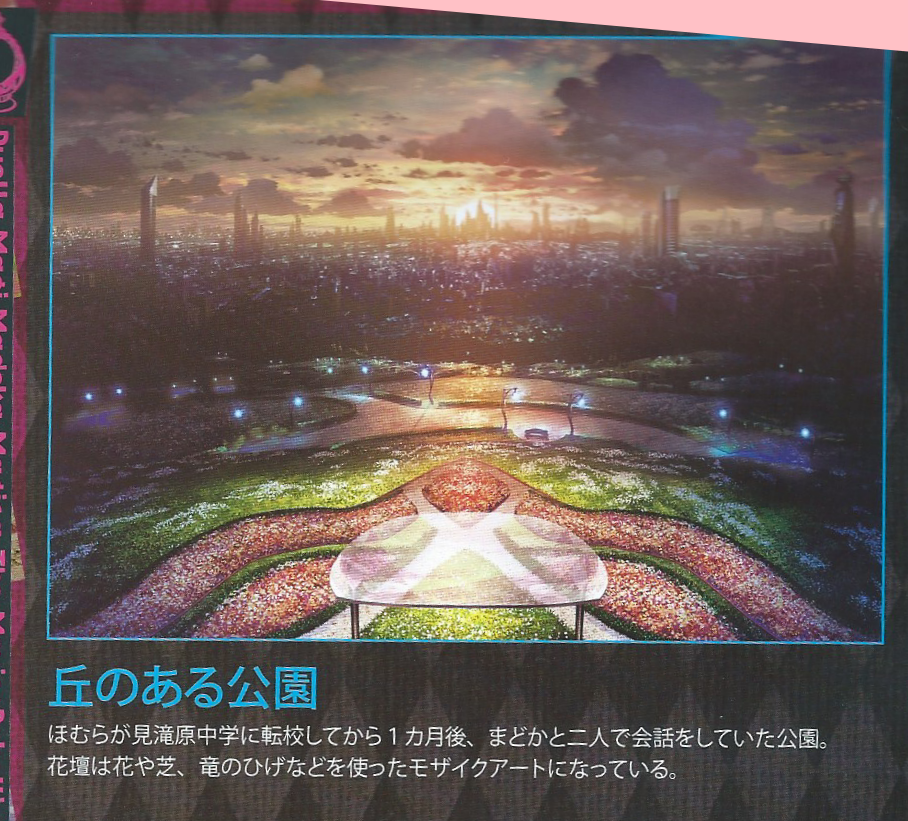 丘のある公園
ほむらが見滝原中学に転校してから1カ月後、まどかと二人で会話をしていた公園。
花壇は花や芝、竜のひげなどを使ったモザイクアートになっている。